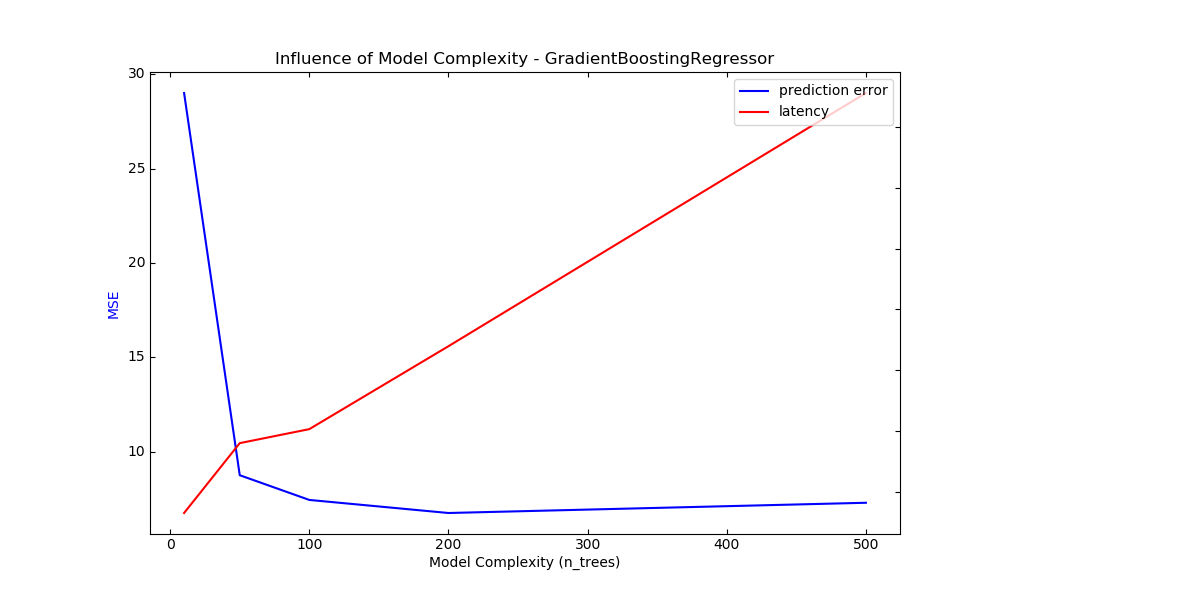 Influence of Model Complexity - GradientBoostingRegressor
prediction error
latency
30
25
20
15
10
MSE
0 100 200 300 400 500
Model Complexity (n_trees)